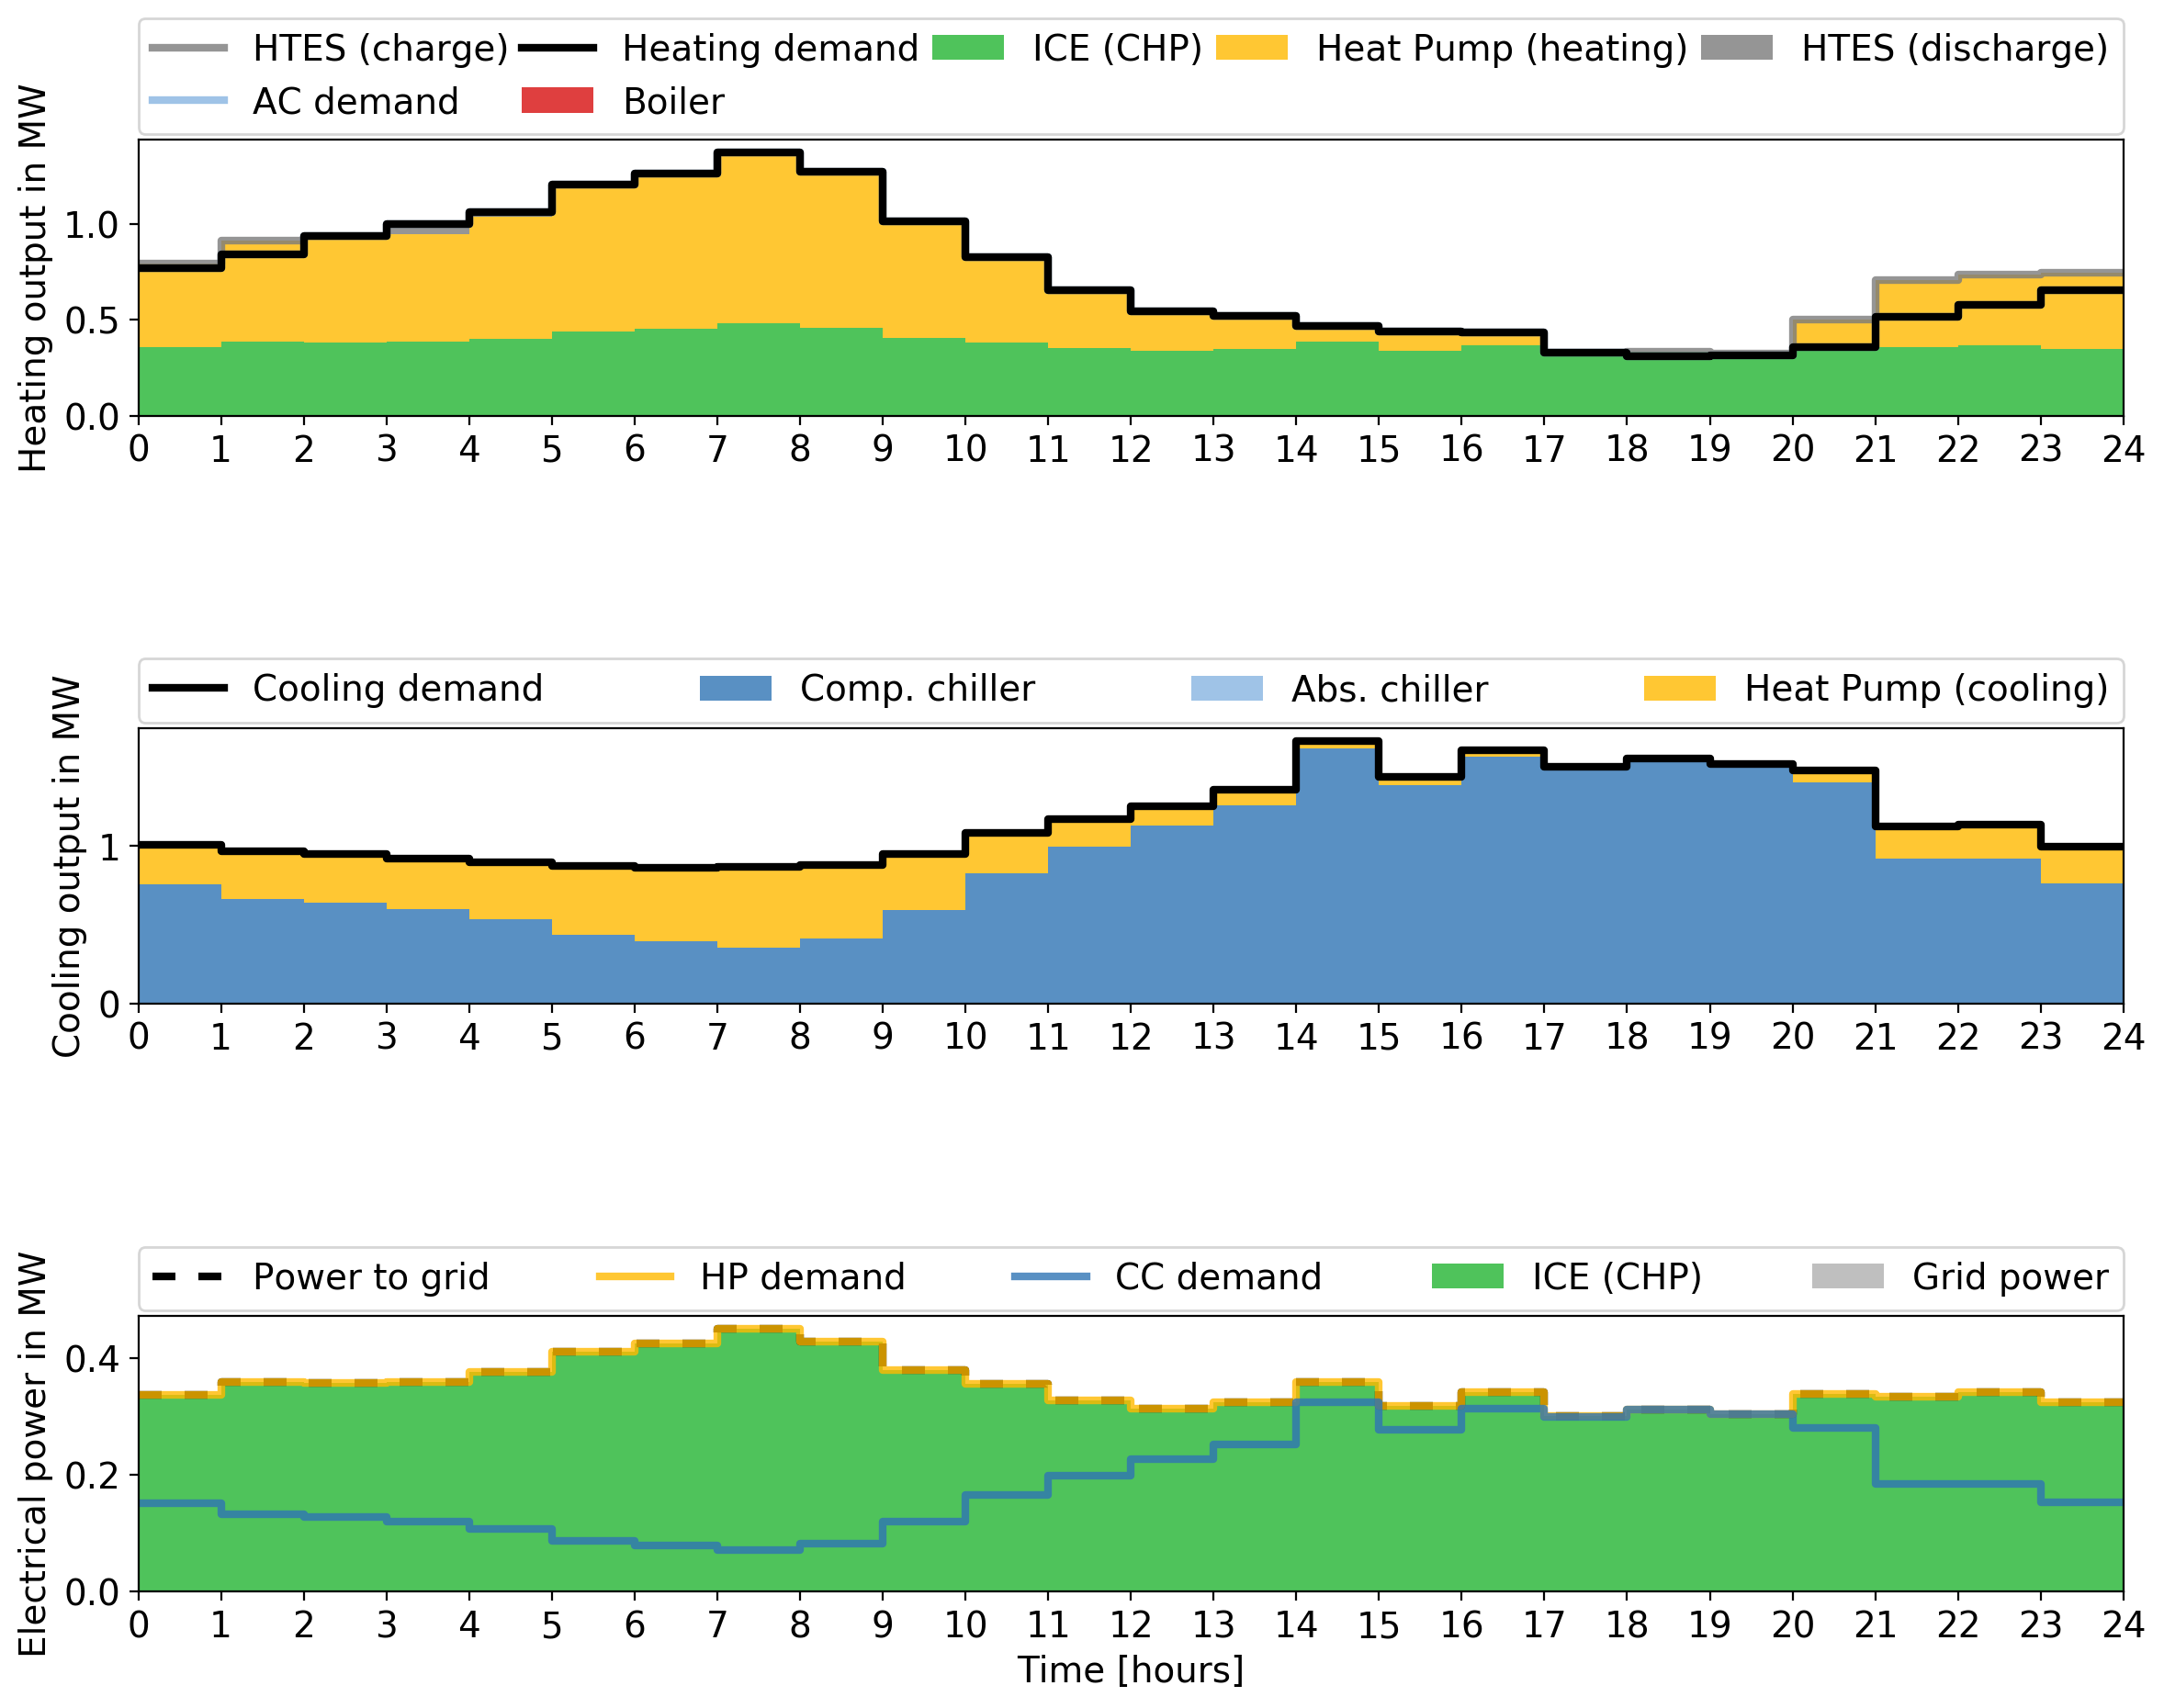 HTES (charge) Heating demand ICE (CHP) Heat Pump (heating) HTES (discharge)
AC demand Boiler
Heating output in MW
1.0
0.5
0.0
0 1 2 3 4 5 6 7 8 9 10 11 12 13 14 15 16 17 18 19 20 21 22 23 24
Cooling demand Comp. chiller Abs. chiller Heat Pump (cooling)
Cooling output in MW
1
0
0 1 2 3 4 5 6 7 8 9 10 11 12 13 14 15 16 17 18 19 20 21 22 23 24
Power to grid HP demand CC demand ICE (CHP) Grid power
Electrical power in MW
0.4
0.2
0.0
0 1 2 3 4 5 6 7 8 9 10 11 12 13 14 15 16 17 18 19 20 21 22 23 24
Time [hours]